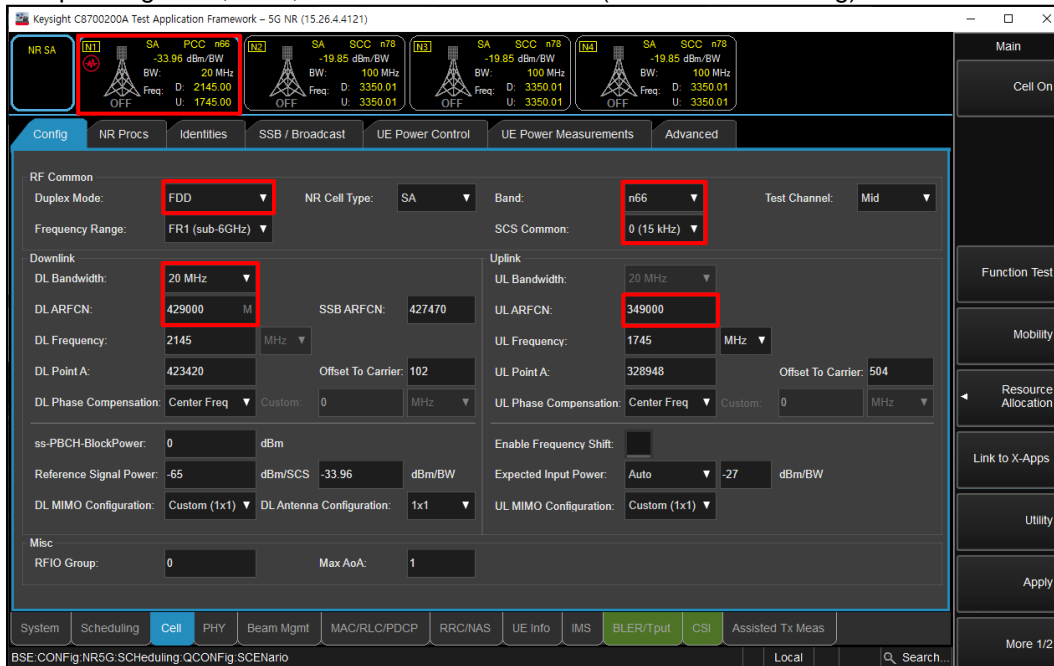 Keysight C8700200A Test Application Framework – 5G NR (15.26.4.4121)
NR SA
N1 SA PCC n66
-33.96 dBm/BW
BW: 20 MHz
Freq: D: 2145.00
U: 1745.00
OFF
N2 SA SCC n78
-19.85 dBm/BW
BW: 100 MHz
Freq: D: 3350.01
U: 3350.01
OFF
N3 SA SCC n78
-19.85 dBm/BW
BW: 100 MHz
Freq: D: 3350.01
U: 3350.01
OFF
N4 SA SCC n78
-19.85 dBm/BW
BW: 100 MHz
Freq: D: 3350.01
U: 3350.01
OFF
Main
Cell On
Config NR Procs Identities SSB / Broadcast UE Power Control UE Power Measurements Advanced
RF Common
Duplex Mode: FDD NR Cell Type: SA Band: n66 Test Channel: Mid
Frequency Range: FR1 (sub-6GHz) SCS Common: 0 (15 kHz)
Downlink Uplink
DL Bandwidth: 20 MHz UL Bandwidth: 20 MHz
DL ARFCN: 429000 M SSB ARFCN: 427470 UL ARFCN: 349000
DL Frequency: 2145 MHz UL Frequency: 1745 MHz
DL Point A: 423420 Offset To Carrier: 102 UL Point A: 328948 Offset To Carrier: 504
DL Phase Compensation: Center Freq Custom: 0 MHz UL Phase Compensation: Center Freq Custom: 0 MHz
ss-PBCH-BlockPower: 0 dBm Enable Frequency Shift:
Reference Signal Power: -65 dBm/SCS -33.96 dBm/BW Expected Input Power: Auto -27 dBm/BW
DL MIMO Configuration: Custom (1x1) DL Antenna Configuration: 1x1 UL MIMO Configuration: Custom (1x1)
Misc
RFIO Group: 0 Max AoA: 1
Function Test
Mobility
Resource Allocation
Link to X-Apps
Utility
Apply
More 1/2
System Scheduling Cell PHY Beam Mgmt MAC/RLC/PDCP RRC/NAS UE Info IMS BLER/Tput CSI Assisted Tx Meas
BSE:CONFig:NR5G:SCHeduling:QCONFig:SCENario Local Search...